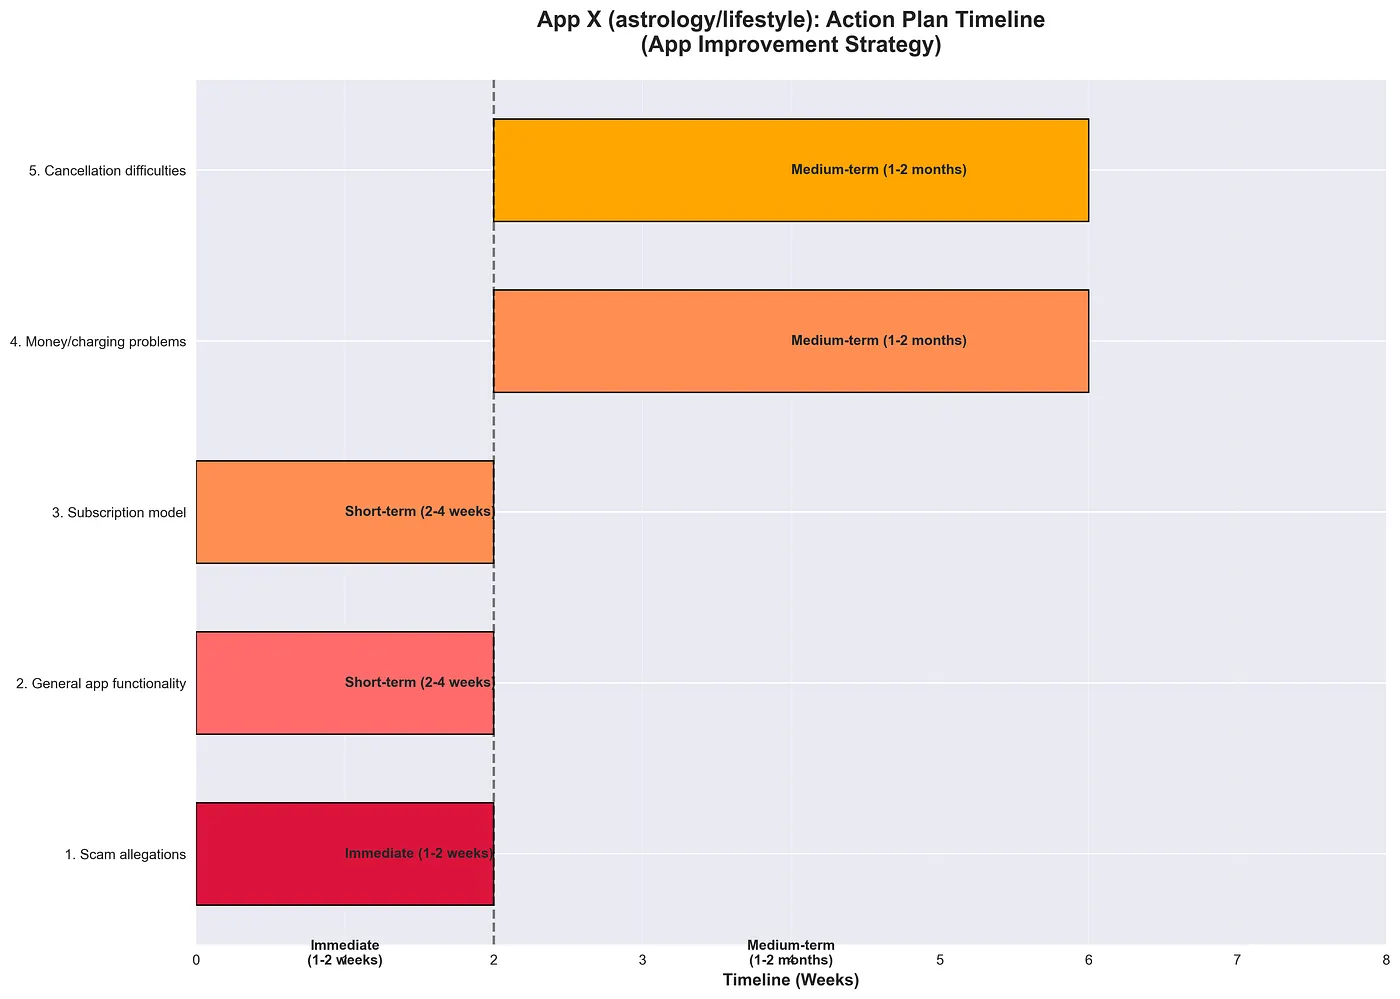 App X (astrology/lifestyle): Action Plan Timeline
(App Improvement Strategy)
5. Cancellation difficulties
Medium-term (1-2 months)
4. Money/charging problems
Medium-term (1-2 months)
3. Subscription model
Short-term (2-4 weeks)
2. General app functionality
Short-term (2-4 weeks)
1. Scam allegations
Immediate (1-2 weeks)
Immediate
(1-2 weeks)
Medium-term
(1-2 months)
0 1 2 3 4 5 6 7 8
Timeline (Weeks)